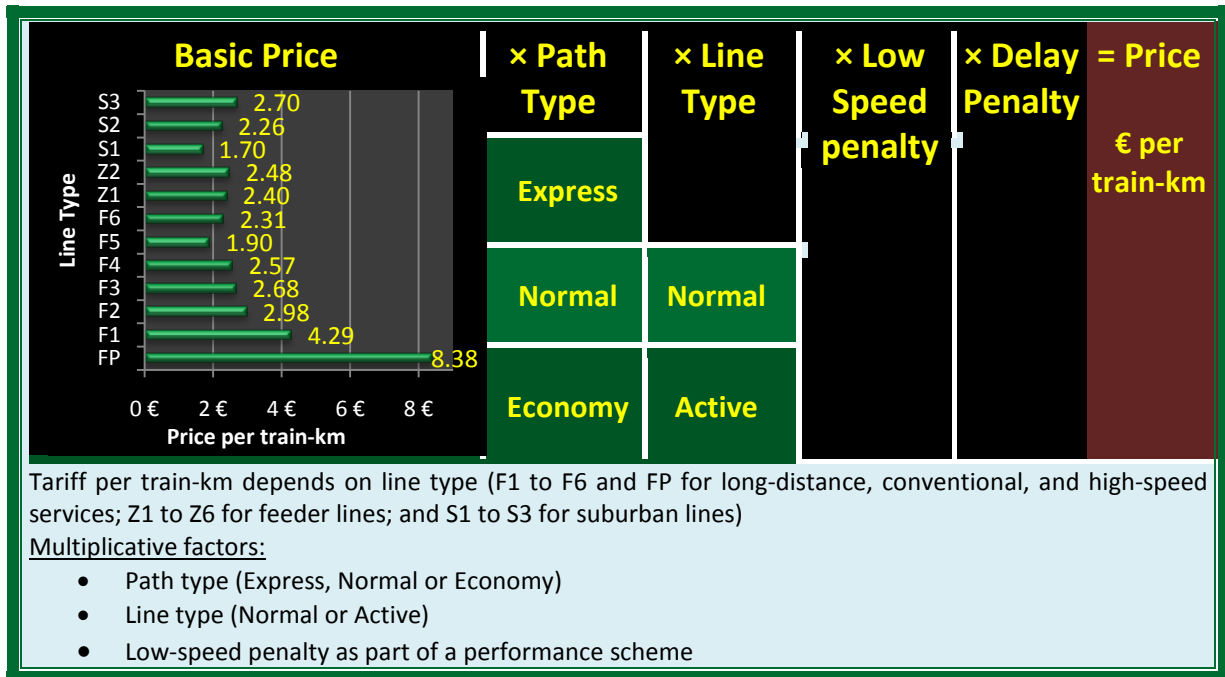 Basic Price
× Path
Type
× Line
Type
× Low
Speed
penalty
× Delay
Penalty
= Price
€ per
train-km
Line Type
S3 2.70
S2 2.26
S1 1.70
Z2 2.48
Z1 2.40
F6 2.31
F5 1.90
F4 2.57
F3 2.68
F2 2.98
F1 4.29
FP 8.38
0 € 2 € 4 € 6 € 8 €
Price per train-km
Express
Normal Normal
Economy Active
Tariff per train-km depends on line type (F1 to F6 and FP for long-distance, conventional, and high-speed
services; Z1 to Z6 for feeder lines; and S1 to S3 for suburban lines)
Multiplicative factors:
• Path type (Express, Normal or Economy)
• Line type (Normal or Active)
• Low-speed penalty as part of a performance scheme